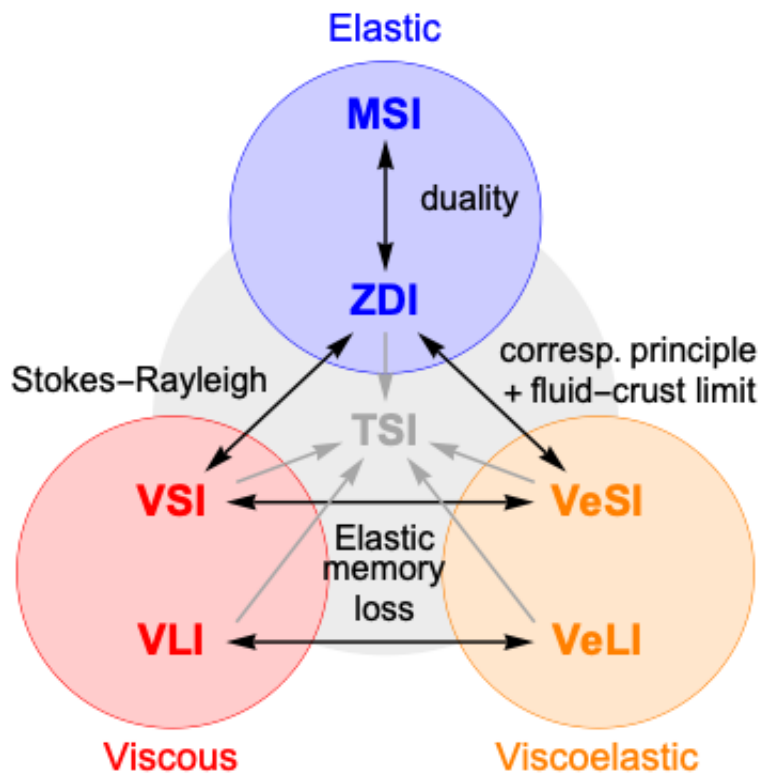 Elastic
MSI
duality
ZDI
Stokes–Rayleigh
corresp. principle
+ fluid–crust limit
TSI
VSI
VeSI
Elastic
memory
loss
VLI
VeLI
Viscous
Viscoelastic